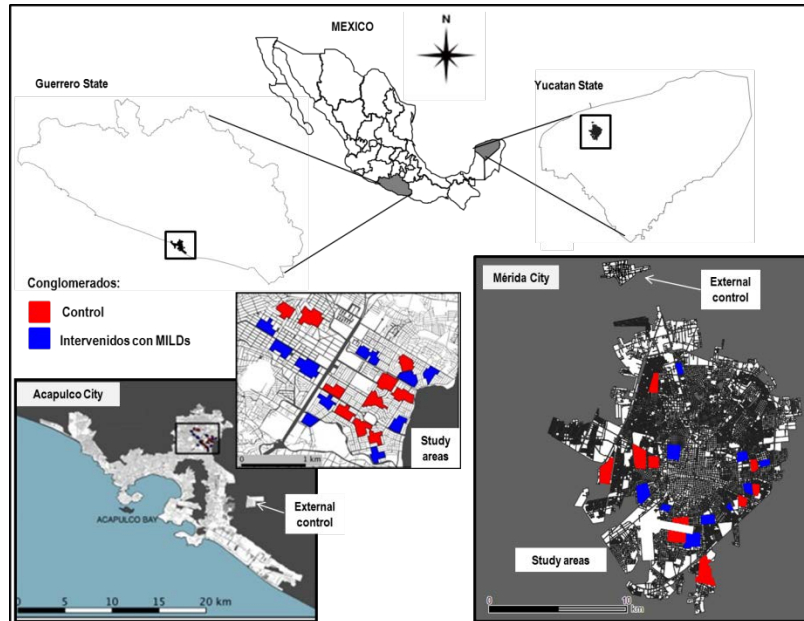 MEXICO
Guerrero State
Yucatan State
Conglomerados:
Control
Intervenidos con MILDs
Study
areas
0
1 km
Acapulco City
ACAPULCO BAY
External
control
0
5
10
15
20 km
Mérida City
External
control
Study areas
0
10
km